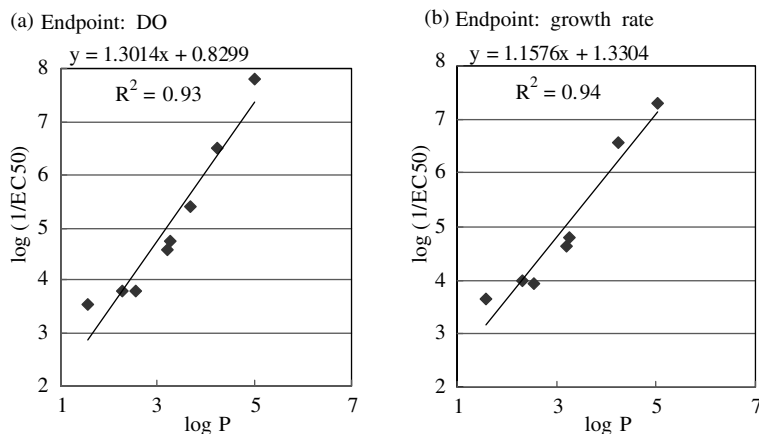 (a) Endpoint: DO
y = 1.3014x + 0.8299
R² = 0.93
8
7
6
5
4
3
2
log (1/EC50)
1
3
5
7
log P
(b) Endpoint: growth rate
y = 1.1576x + 1.3304
R² = 0.94
8
7
6
5
4
3
2
log (1/EC50)
1
3
5
7
log P